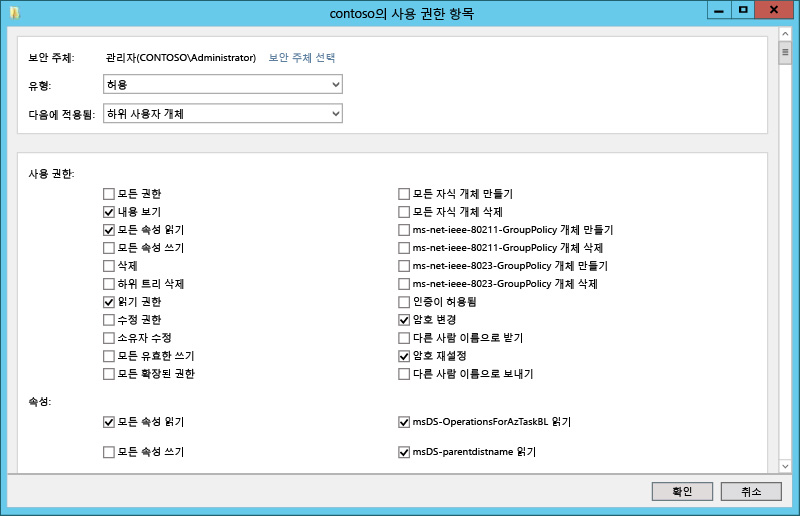 contoso의 사용 권한 항목
보안 주체: 관리자(CONTOSO\Administrator) 보안 주체 선택
유형: 허용
다음에 적용됨: 하위 사용자 개체
사용 권한:
모든 권한 모든 자식 개체 만들기
내용 보기 모든 자식 개체 삭제
모든 속성 읽기 ms-net-ieee-80211-GroupPolicy 개체 만들기
모든 속성 쓰기 ms-net-ieee-80211-GroupPolicy 개체 삭제
삭제 ms-net-ieee-8023-GroupPolicy 개체 만들기
하위 트리 삭제 ms-net-ieee-8023-GroupPolicy 개체 삭제
읽기 권한 인증이 허용됨
수정 권한 암호 변경
소유자 수정 다른 사람 이름으로 받기
모든 유효한 쓰기 암호 재설정
모든 확장된 권한 다른 사람 이름으로 보내기
속성:
모든 속성 읽기 msDS-OperationsForAzTaskBL 읽기
모든 속성 쓰기 msDS-parentdistname 읽기
확인 취소